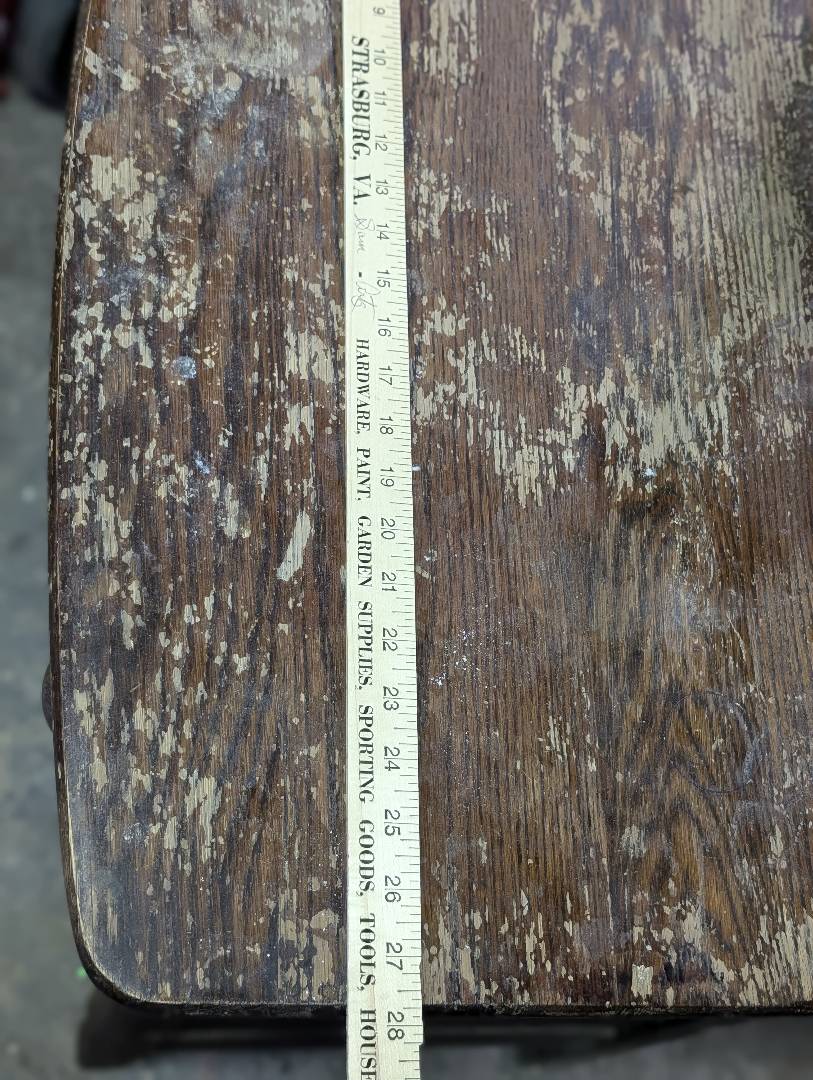 9 10 11 12 13 14 15 16 17 18 19 20 21 22 23 24 25 26 27 28
STRASBURG, VA. HARDWARE, PAINT, GARDEN SUPPLIES, SPORTING GOODS, TOOLS, HOUSE